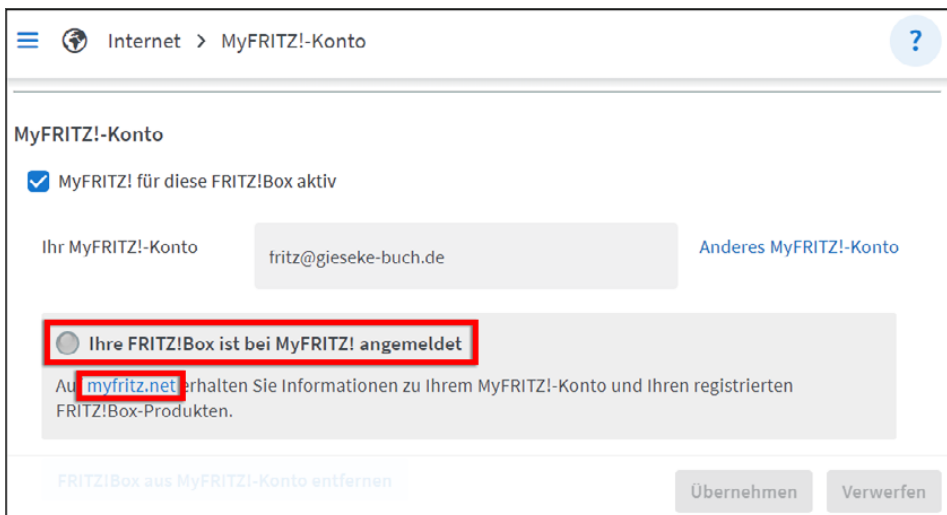 Internet > MyFRITZ!-Konto
?
MyFRITZ!-Konto
MyFRITZ! für diese FRITZ!Box aktiv
Ihr MyFRITZ!-Konto
fritz@gieseke-buch.de
Anderes MyFRITZ!-Konto
Ihre FRITZ!Box ist bei MyFRITZ! angemeldet
Au myfritz.net erhalten Sie Informationen zu Ihrem MyFRITZ!-Konto und Ihren registrierten
FRITZ!Box-Produkten.
FRITZ!Box aus MyFRITZ!-Konto entfernen
Übernehmen
Verwerfen